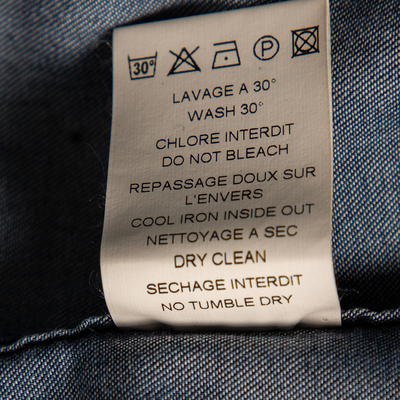 30°
P
LAVAGE A 30°
WASH 30°
CHLORE INTERDIT
DO NOT BLEACH
REPASSAGE DOUX SUR
L'ENVERS
COOL IRON INSIDE OUT
NETTOYAGE A SEC
DRY CLEAN
SECHAGE INTERDIT
NO TUMBLE DRY